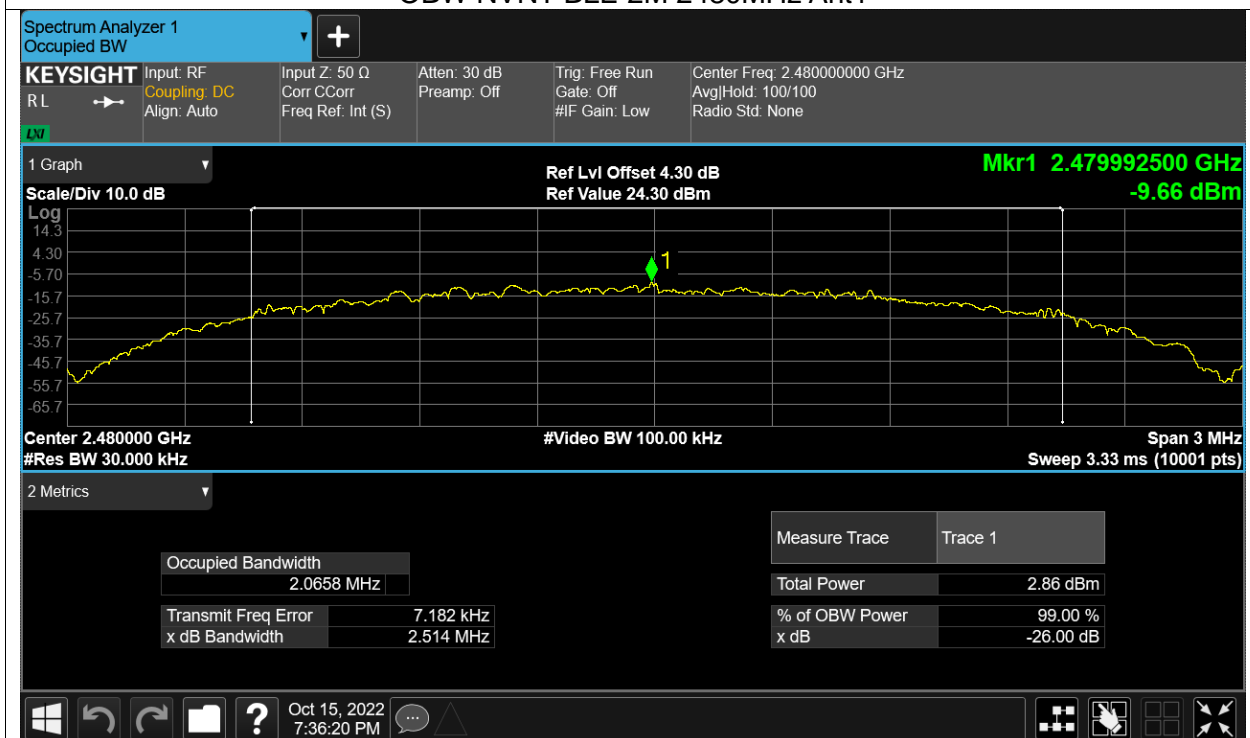 OBW NVNT BLE 2M 2480MHz Ant1
Spectrum Analyzer 1
Occupied BW
KEYSIGHT
RL
LXI
Input: RF
Coupling: DC
Align: Auto
Input Z: 50 Ω
Corr CCorr
Freq Ref: Int (S)
Atten: 30 dB
Preamp: Off
Trig: Free Run
Gate: Off
#IF Gain: Low
Center Freq: 2.480000000 GHz
Avg|Hold: 100/100
Radio Std: None
1 Graph
Scale/Div 10.0 dB
Ref Lvl Offset 4.30 dB
Ref Value 24.30 dBm
Mkr1 2.479992500 GHz
-9.66 dBm
Log
14.3
4.30
-5.70
-15.7
-25.7
-35.7
-45.7
-55.7
-65.7
1
Center 2.480000 GHz
#Res BW 30.000 kHz
#Video BW 100.00 kHz
Span 3 MHz
Sweep 3.33 ms (10001 pts)
2 Metrics
Occupied Bandwidth
2.0658 MHz
Transmit Freq Error 7.182 kHz
x dB Bandwidth 2.514 MHz
Measure Trace Trace 1
Total Power 2.86 dBm
% of OBW Power 99.00 %
x dB -26.00 dB
?
Oct 15, 2022
7:36:20 PM